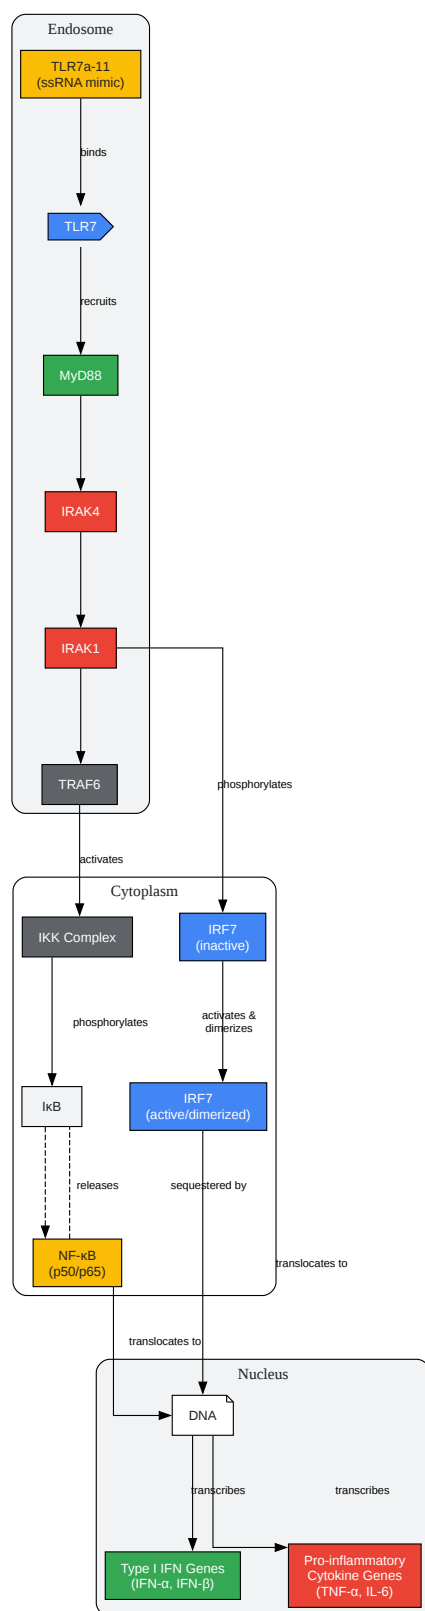 Endosome
TLR7a-11
(ssRNA mimic)
binds
TLR7
recruits
MyD88
IRAK4
IRAK1
TRAF6
phosphorylates
activates
Cytoplasm
IKK Complex
IRF7
(inactive)
phosphorylates
activates &
dimerizes
IκB
IRF7
(active/dimerized)
releases
sequestered by
NF-κB
(p50/p65)
translocates to
translocates to
Nucleus
DNA
transcribes
transcribes
Type I IFN Genes
(IFN-α, IFN-β)
Pro-inflammatory
Cytokine Genes
(TNF-α, IL-6)